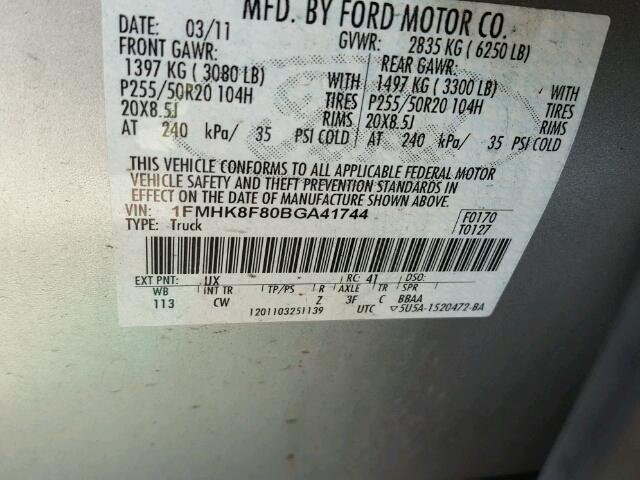 MFD. BY FORD MOTOR CO.
DATE: 03/11 GVWR: 2835 KG ( 6250 LB)
FRONT GAWR: REAR GAWR:
1397 KG ( 3080 LB) 1497 KG ( 3300 LB)
P255/50R20 104H TIRES P255/50R20 104H TIRES
20X8.5J RIMS 20X8.5J RIMS
AT 240 kPa/ 35 PSI COLD AT 240 kPa/ 35 PSI COLD
WITH WITH
THIS VEHICLE CONFORMS TO ALL APPLICABLE FEDERAL MOTOR
VEHICLE SAFETY AND THEFT PREVENTION STANDARDS IN
EFFECT ON THE DATE OF MANUFACTURE SHOWN ABOVE.
VIN: 1FMHK8F80BGA41744 F0170
TYPE: Truck T0127
EXT PNT: UX RC: 41 DSO:
WB INT TR TP/PS R AXLE TR SPR
113 CW Z 3F C BBAA
1201103251139 UTC ▽5U5A-1520472-BA